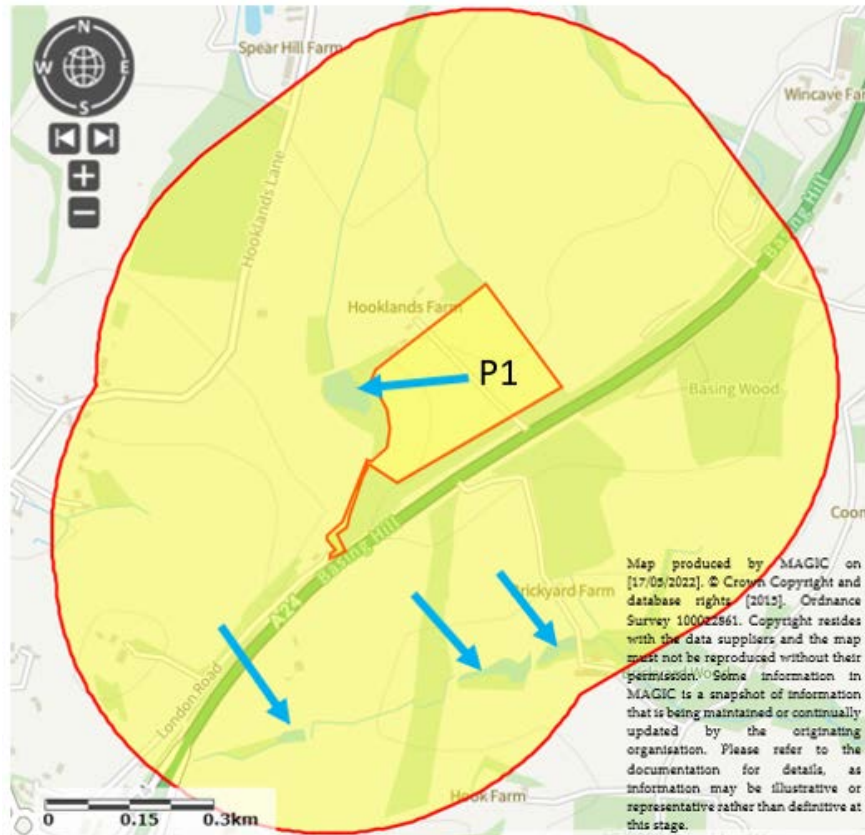 N
Spear Hill Farm
W
E
S
Wincave Far
Hooklands Lane
Basing Hill
Hooklands Farm
P1
Basing Wood
Basing Hill
Coom
A24
Brickyard Farm
London Road
Hook Farm
0 0.15 0.3km
Map produced by MAGIC on
[17/05/2022]. © Crown Copyright and
database rights [2015]. Ordnance
Survey 100022861. Copyright resides
with the data suppliers and the map
must not be reproduced without their
permission. Some information in
MAGIC is a snapshot of information
that is being maintained or continually
updated by the originating
organisation. Please refer to the
documentation for details, as
information may be illustrative or
representative rather than definitive at
this stage.